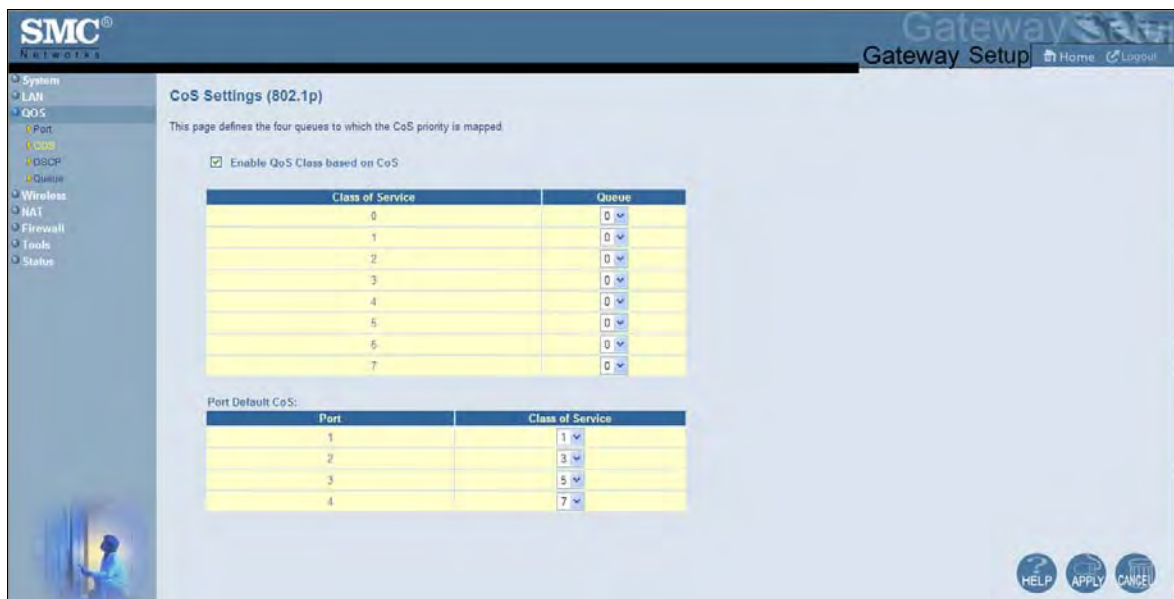 SMC®
Networks
Gateway Setup
Gateway Setup
Home
Logout
System
LAN
QOS
Port
COS
DSCP
Queue
Wireless
NAT
Firewall
Tools
Status
CoS Settings (802.1p)
This page defines the four queues to which the CoS priority is mapped
Enable QoS Class based on CoS
Class of Service Queue
0 0
1 0
2 0
3 0
4 0
5 0
6 0
7 0
Port Default CoS:
Port Class of Service
1 1
2 3
3 5
4 7
HELP APPLY CANCEL